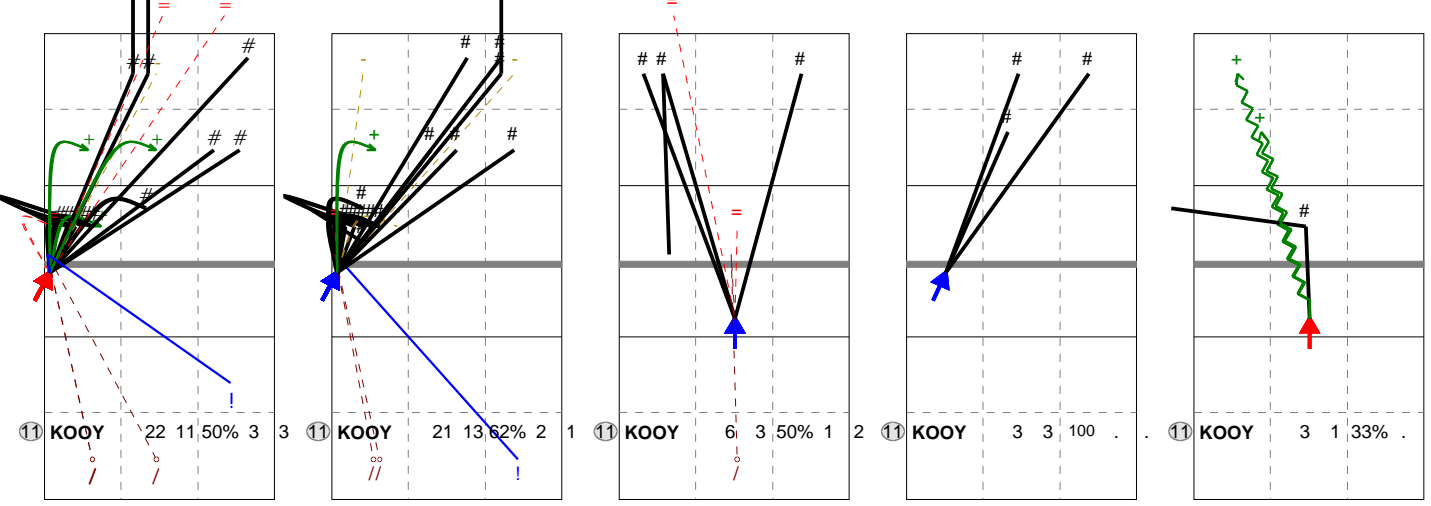 11 KOOY 22 11 50% 3 3
11 KOOY 21 13 62% 2 1
11 KOOY 6 3 50% 1 2
11 KOOY 3 3 100 . .
11 KOOY 3 1 33% .